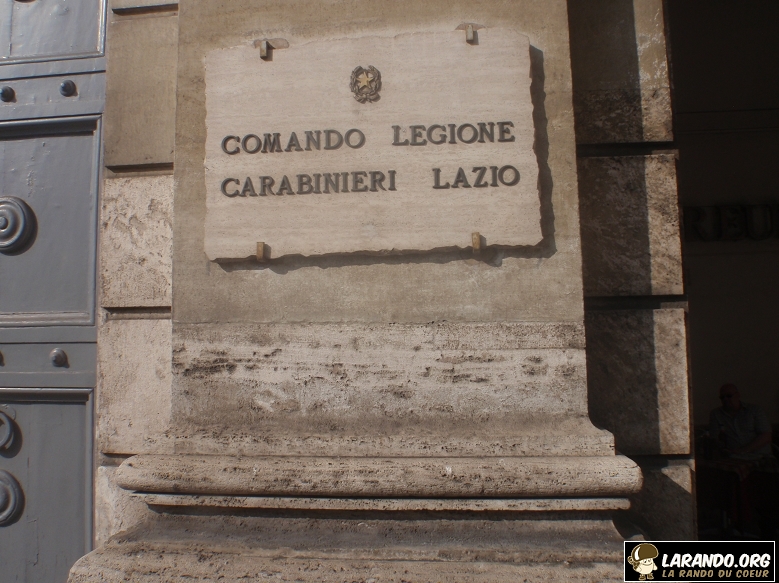 COMANDO LEGIONE
CARABINIERI LAZIO
LARANDO.ORG
LA RANDO DU COEUR